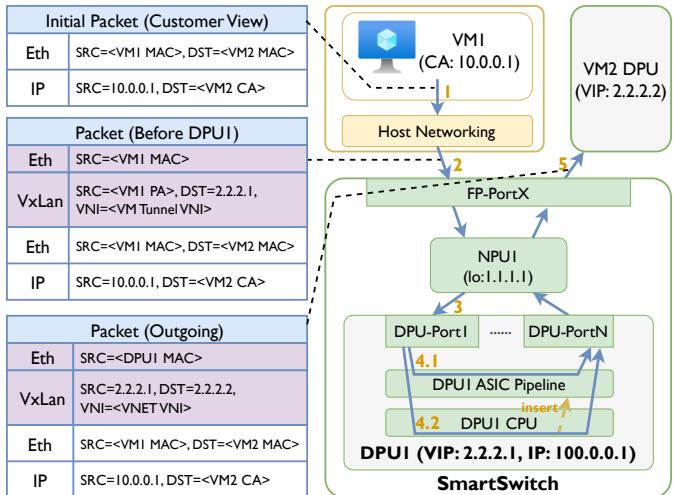 Initial Packet (Customer View)
Eth SRC=<VM1 MAC>, DST=<VM2 MAC>
IP SRC=10.0.0.1, DST=<VM2 CA>
Packet (Before DPU1)
Eth SRC=<VM1 MAC>
VxLan SRC=<VM1 PA>, DST=2.2.2.1,
VNI=<VM Tunnel VNI>
Eth SRC=<VM1 MAC>, DST=<VM2 MAC>
IP SRC=10.0.0.1, DST=<VM2 CA>
Packet (Outgoing)
Eth SRC=<DPU1 MAC>
VxLan SRC=2.2.2.1, DST=2.2.2.2,
VNI=<VNET VNI>
Eth SRC=<VM1 MAC>, DST=<VM2 MAC>
IP SRC=10.0.0.1, DST=<VM2 CA>
VM1
(CA: 10.0.0.1)
1
Host Networking
2
VM2 DPU
(VIP: 2.2.2.2)
5
FP-PortX
NPU1
(lo:1.1.1.1)
3
DPU-Port1 ...... DPU-PortN
4.1
DPU1 ASIC Pipeline
insert
4.2 DPU1 CPU
DPU1 (VIP: 2.2.2.1, IP: 100.0.0.1)
SmartSwitch